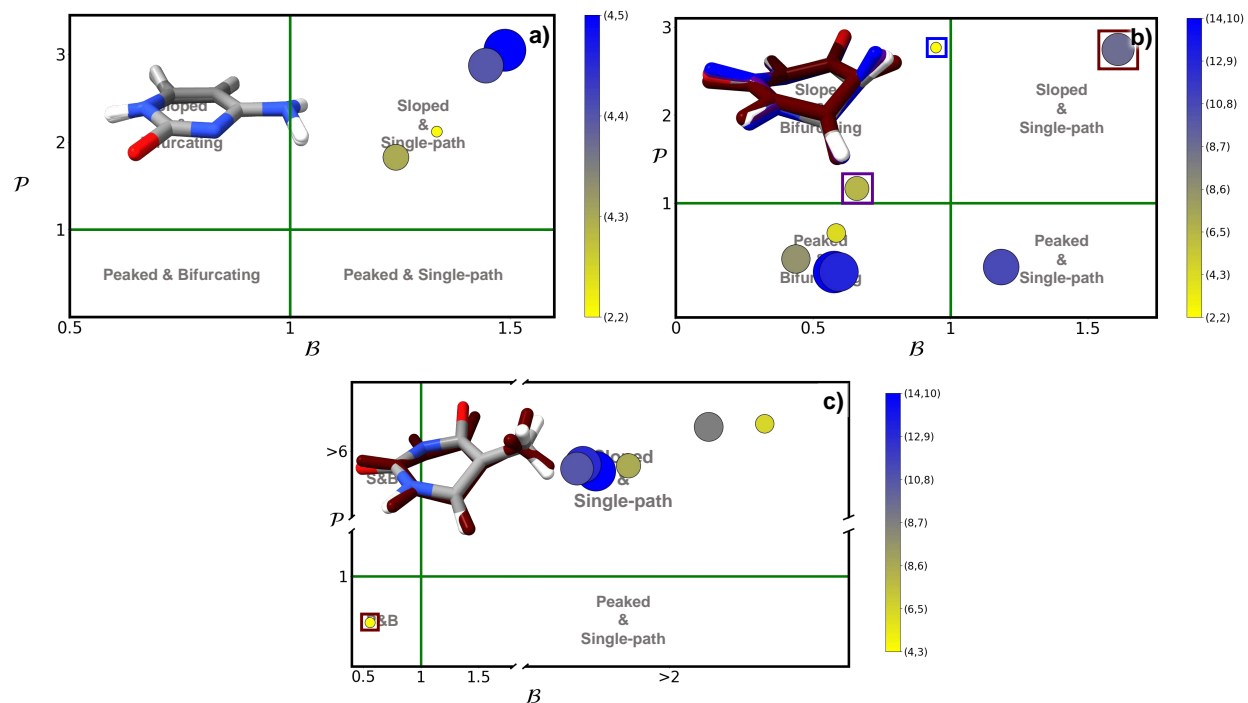 a)
3
2
1
𝒫
Sloped
&
Single-path
Peaked & Bifurcating
Peaked & Single-path
0.5
1
1.5
ℬ
(4,5)
(4,4)
(4,3)
(2,2)
b)
3
2
1
𝒫
Bifurcating
Sloped
&
Single-path
Peaked
Peaked
&
Single-path
0
0.5
1
1.5
ℬ
(14,10)
(12,9)
(10,8)
(8,7)
(8,6)
(6,5)
(4,3)
(2,2)
c)
>6
𝒫
1
S&B
&
Single-path
Peaked
&
Single-path
0.5
1
1.5
>2
ℬ
(14,10)
(12,9)
(10,8)
(8,7)
(8,6)
(6,5)
(4,3)